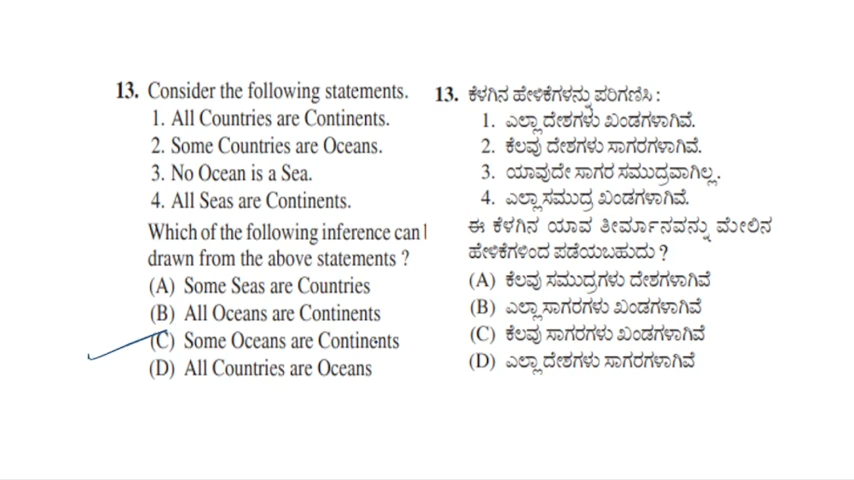 13. Consider the following statements.
1. All Countries are Continents.
2. Some Countries are Oceans.
3. No Ocean is a Sea.
4. All Seas are Continents.
Which of the following inference can
drawn from the above statements ?
(A) Some Seas are Countries
(B) All Oceans are Continents
(C) Some Oceans are Continents
(D) All Countries are Oceans
13. ಕೆಳಗಿನ ಹೇಳಿಕೆಗಳನ್ನು ಪರಿಗಣಿಸಿ :
1. ಎಲ್ಲಾ ದೇಶಗಳು ಖಂಡಗಳಾಗಿವೆ.
2. ಕೆಲವು ದೇಶಗಳು ಸಾಗರಗಳಾಗಿವೆ.
3. ಯಾವುದೇ ಸಾಗರ ಸಮುದ್ರವಾಗಿಲ್ಲ.
4. ಎಲ್ಲಾ ಸಮುದ್ರ ಖಂಡಗಳಾಗಿವೆ.
ಈ ಕೆಳಗಿನ ಯಾವ ತೀರ್ಮಾನವನ್ನು ಮೇಲಿನ
ಹೇಳಿಕೆಗಳಿಂದ ಪಡೆಯಬಹುದು ?
(A) ಕೆಲವು ಸಮುದ್ರಗಳು ದೇಶಗಳಾಗಿವೆ
(B) ಎಲ್ಲಾ ಸಾಗರಗಳು ಖಂಡಗಳಾಗಿವೆ
(C) ಕೆಲವು ಸಾಗರಗಳು ಖಂಡಗಳಾಗಿವೆ
(D) ಎಲ್ಲಾ ದೇಶಗಳು ಸಾಗರಗಳಾಗಿವೆ